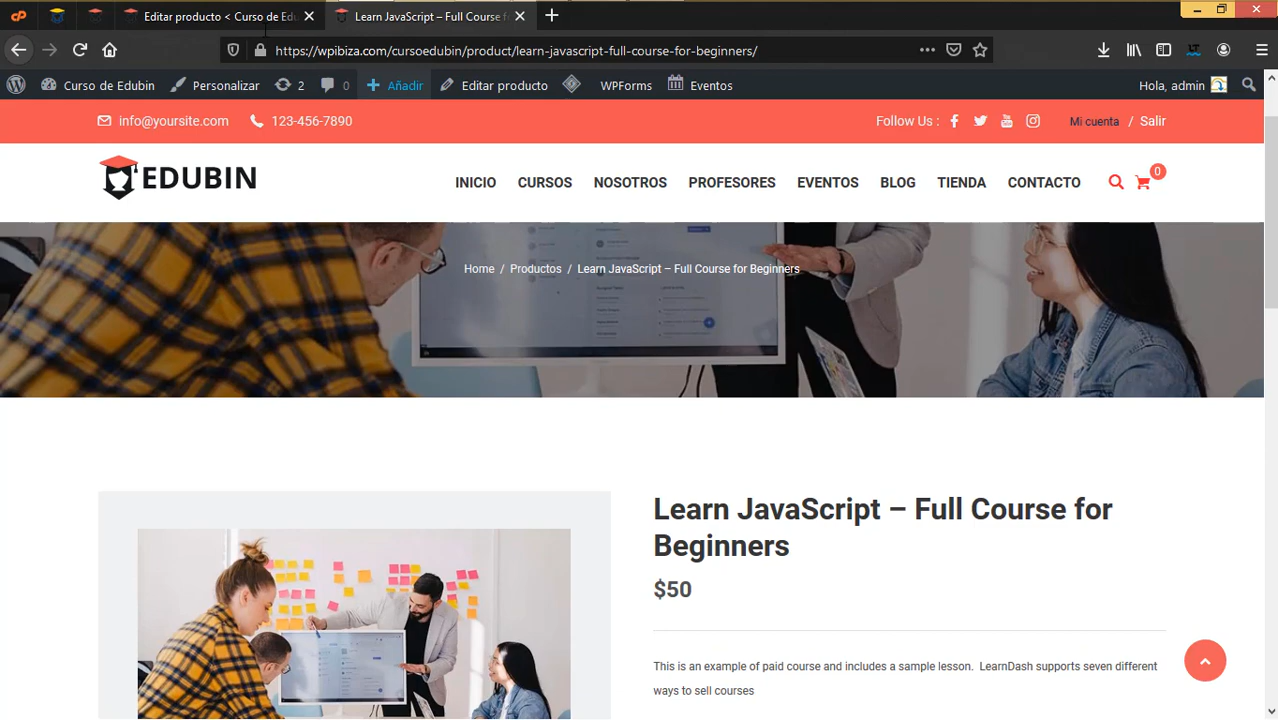 Editar producto < Curso de Edu
Learn JavaScript – Full Course f
https://wpibiza.com/cursoedubin/product/learn-javascript-full-course-for-beginners/
Curso de Edubin
Personalizar
2
0
Añadir
Editar producto
WPForms
Eventos
Hola, admin
info@yoursite.com
123-456-7890
Follow Us :
Mi cuenta / Salir
EDUBIN
INICIO
CURSOS
NOSOTROS
PROFESORES
EVENTOS
BLOG
TIENDA
CONTACTO
0
Home / Productos / Learn JavaScript – Full Course for Beginners
Learn JavaScript – Full Course for
Beginners
$50
This is an example of paid course and includes a sample lesson. LearnDash supports seven different
ways to sell courses